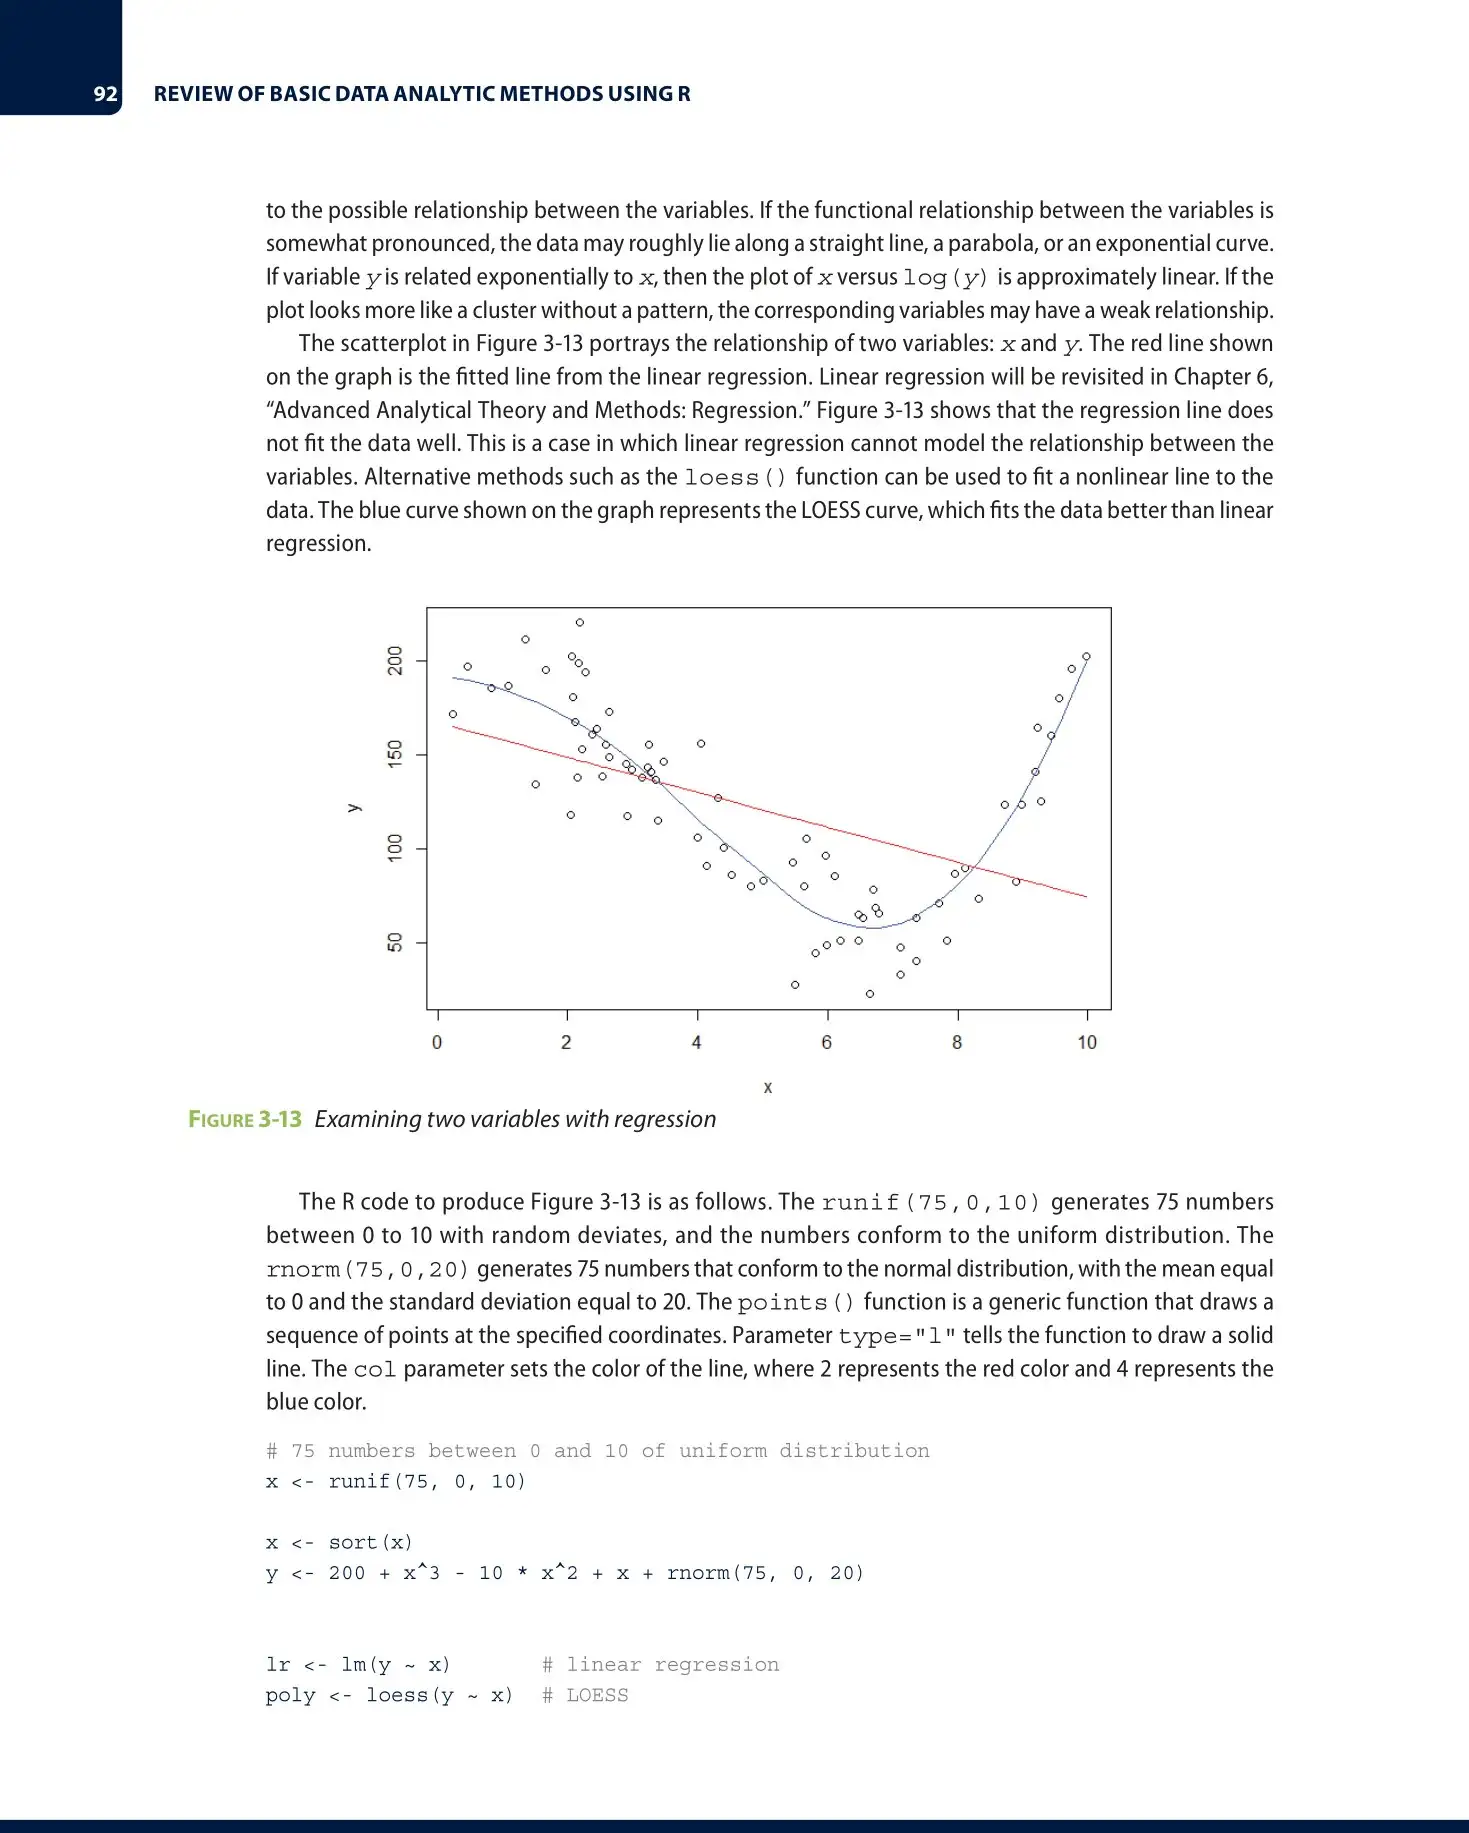 92 REVIEW OF BASIC DATA ANALYTIC METHODS USING R
to the possible relationship between the variables. If the functional relationship between the variables is
somewhat pronounced, the data may roughly lie along a straight line, a parabola, or an exponential curve.
If variable y is related exponentially to x, then the plot of x versus log(y) is approximately linear. If the
plot looks more like a cluster without a pattern, the corresponding variables may have a weak relationship.
The scatterplot in Figure 3-13 portrays the relationship of two variables: x and y. The red line shown
on the graph is the fitted line from the linear regression. Linear regression will be revisited in Chapter 6,
“Advanced Analytical Theory and Methods: Regression.” Figure 3-13 shows that the regression line does
not fit the data well. This is a case in which linear regression cannot model the relationship between the
variables. Alternative methods such as the loess() function can be used to fit a nonlinear line to the
data. The blue curve shown on the graph represents the LOESS curve, which fits the data better than linear
regression.
200
150
y
100
50
0 2 4 6 8 10
x
FIGURE 3-13 Examining two variables with regression
The R code to produce Figure 3-13 is as follows. The runif(75,0,10) generates 75 numbers
between 0 to 10 with random deviates, and the numbers conform to the uniform distribution. The
rnorm(75,0,20) generates 75 numbers that conform to the normal distribution, with the mean equal
to 0 and the standard deviation equal to 20. The points() function is a generic function that draws a
sequence of points at the specified coordinates. Parameter type="l" tells the function to draw a solid
line. The col parameter sets the color of the line, where 2 represents the red color and 4 represents the
blue color.
# 75 numbers between 0 and 10 of uniform distribution
x <- runif(75, 0, 10)
x <- sort(x)
y <- 200 + x^3 - 10 * x^2 + x + rnorm(75, 0, 20)
lr <- lm(y ~ x) # linear regression
poly <- loess(y ~ x) # LOESS